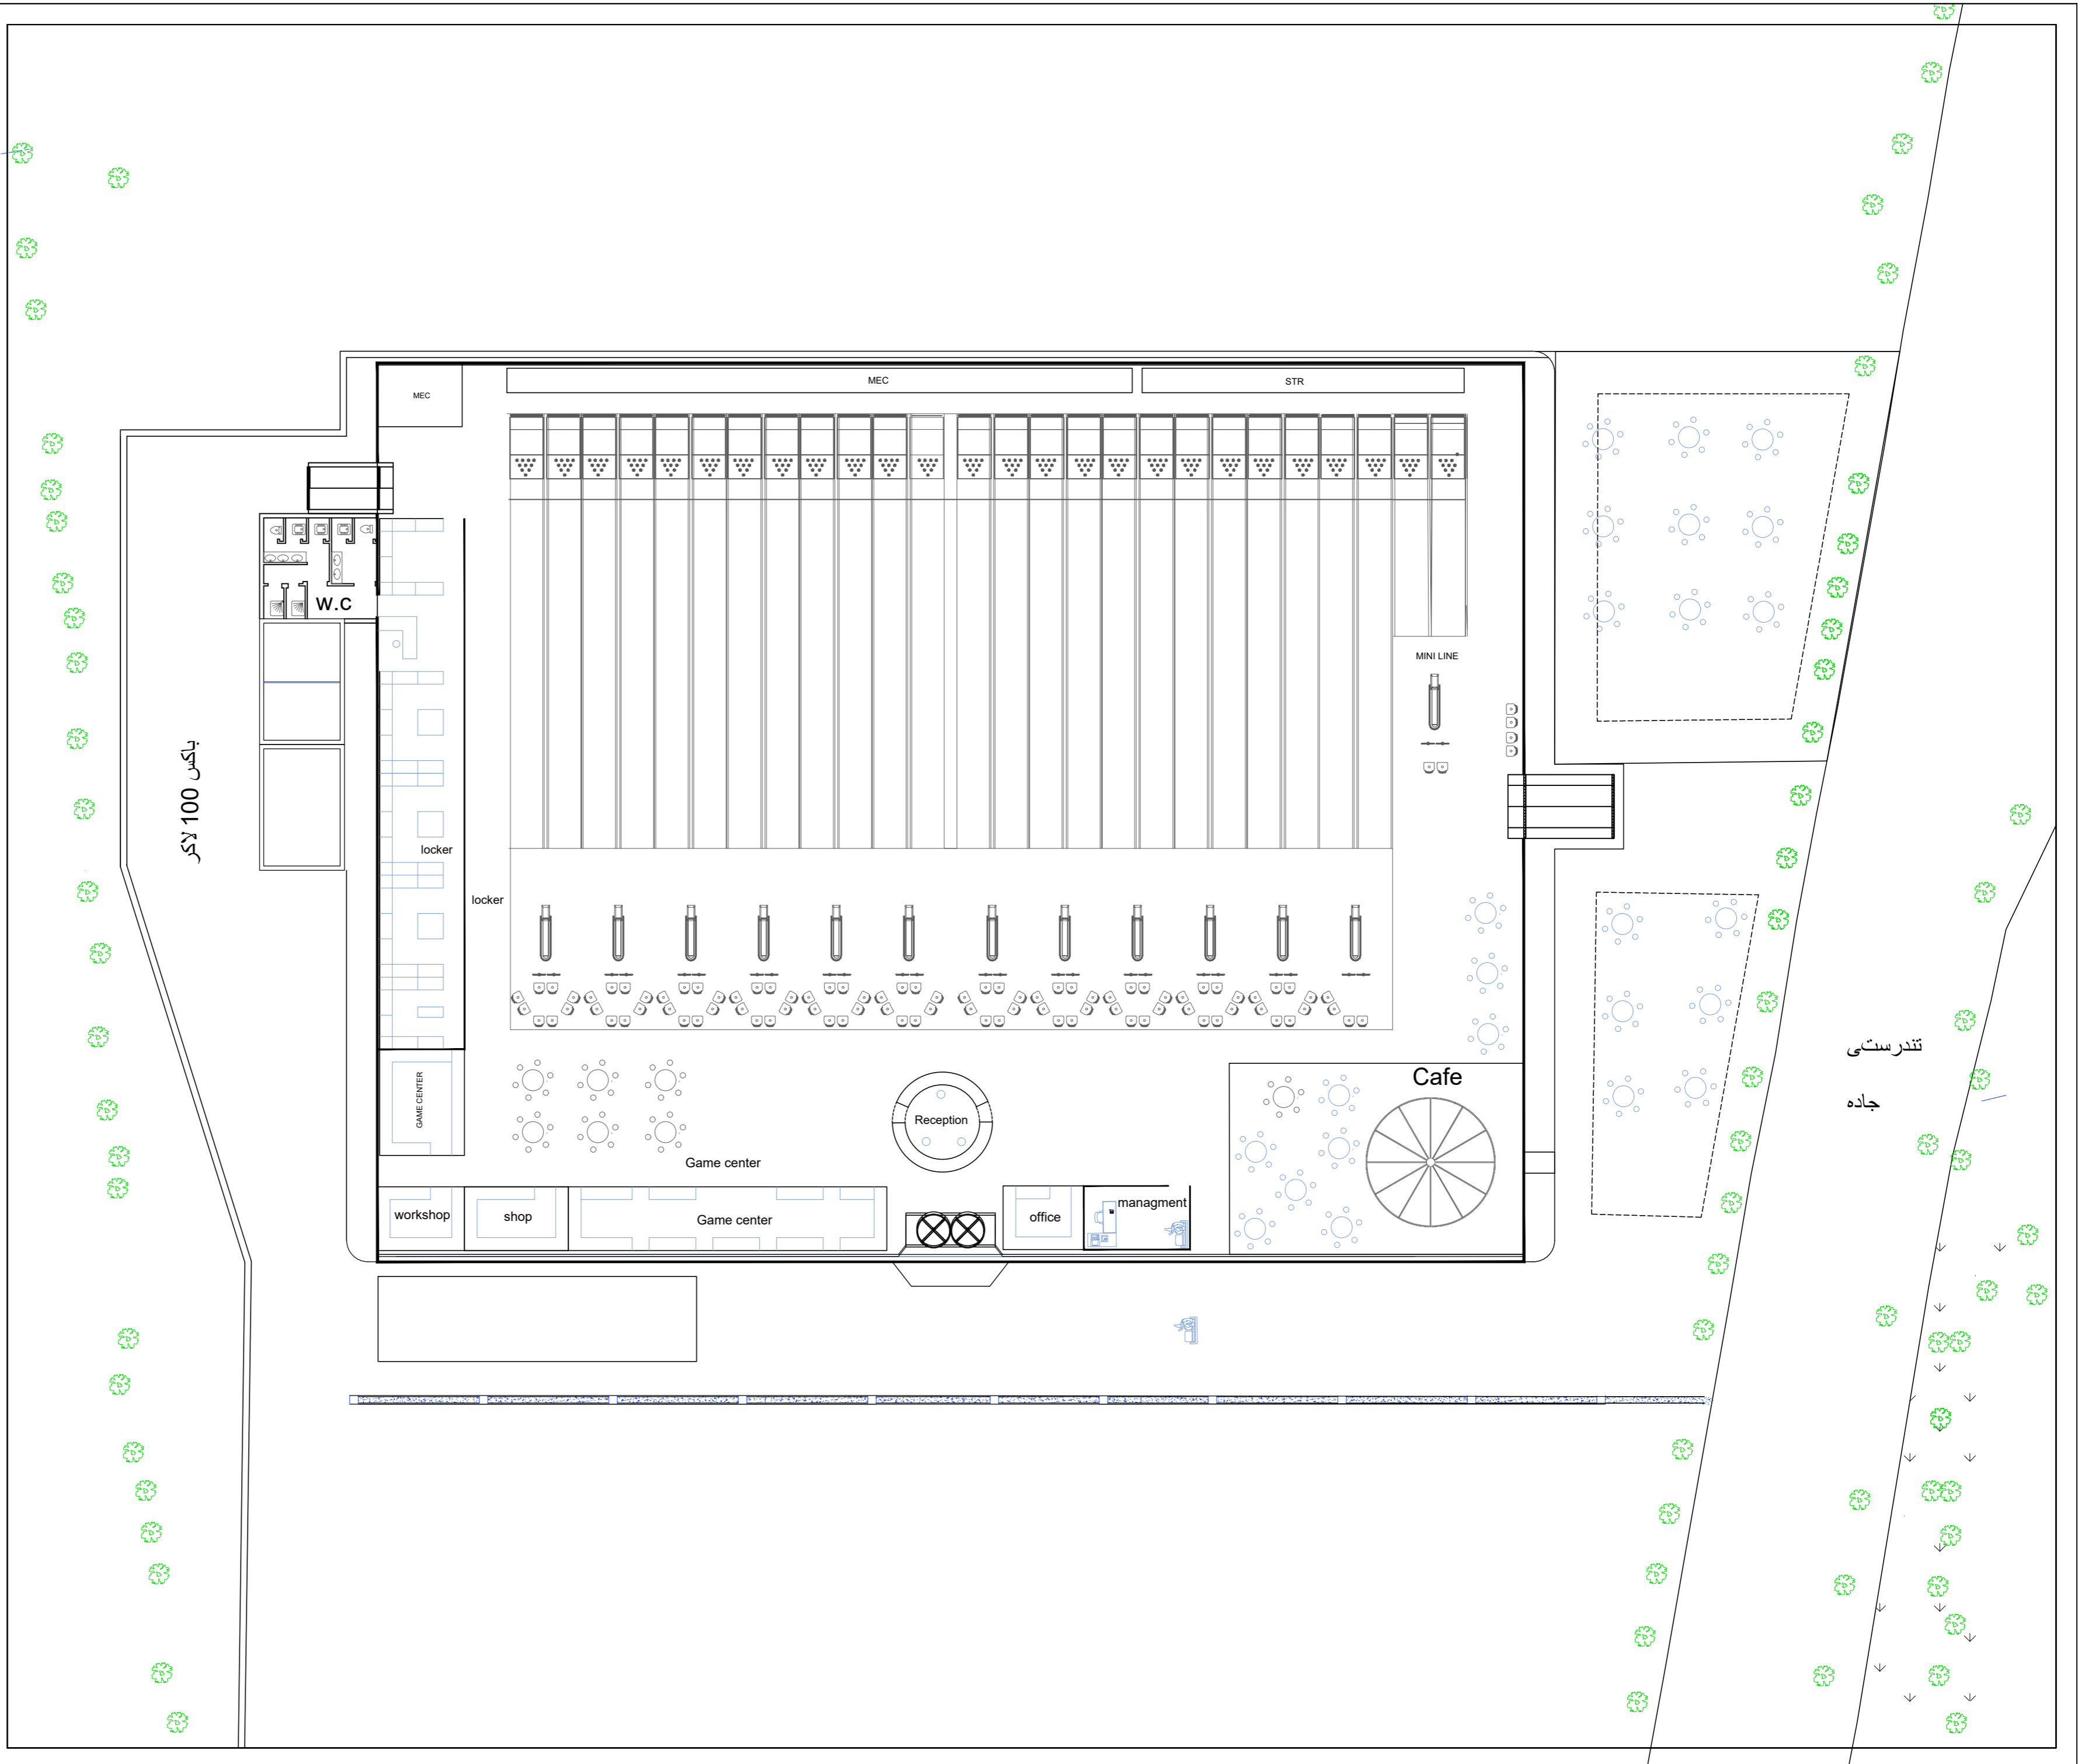 MEC
STR
MEC
W.C
MINI LINE
باکس 100 لاکر
locker
locker
تندرستی
جاده
GAME CENTER
Cafe
Reception
Game center
workshop
shop
Game center
office
managment